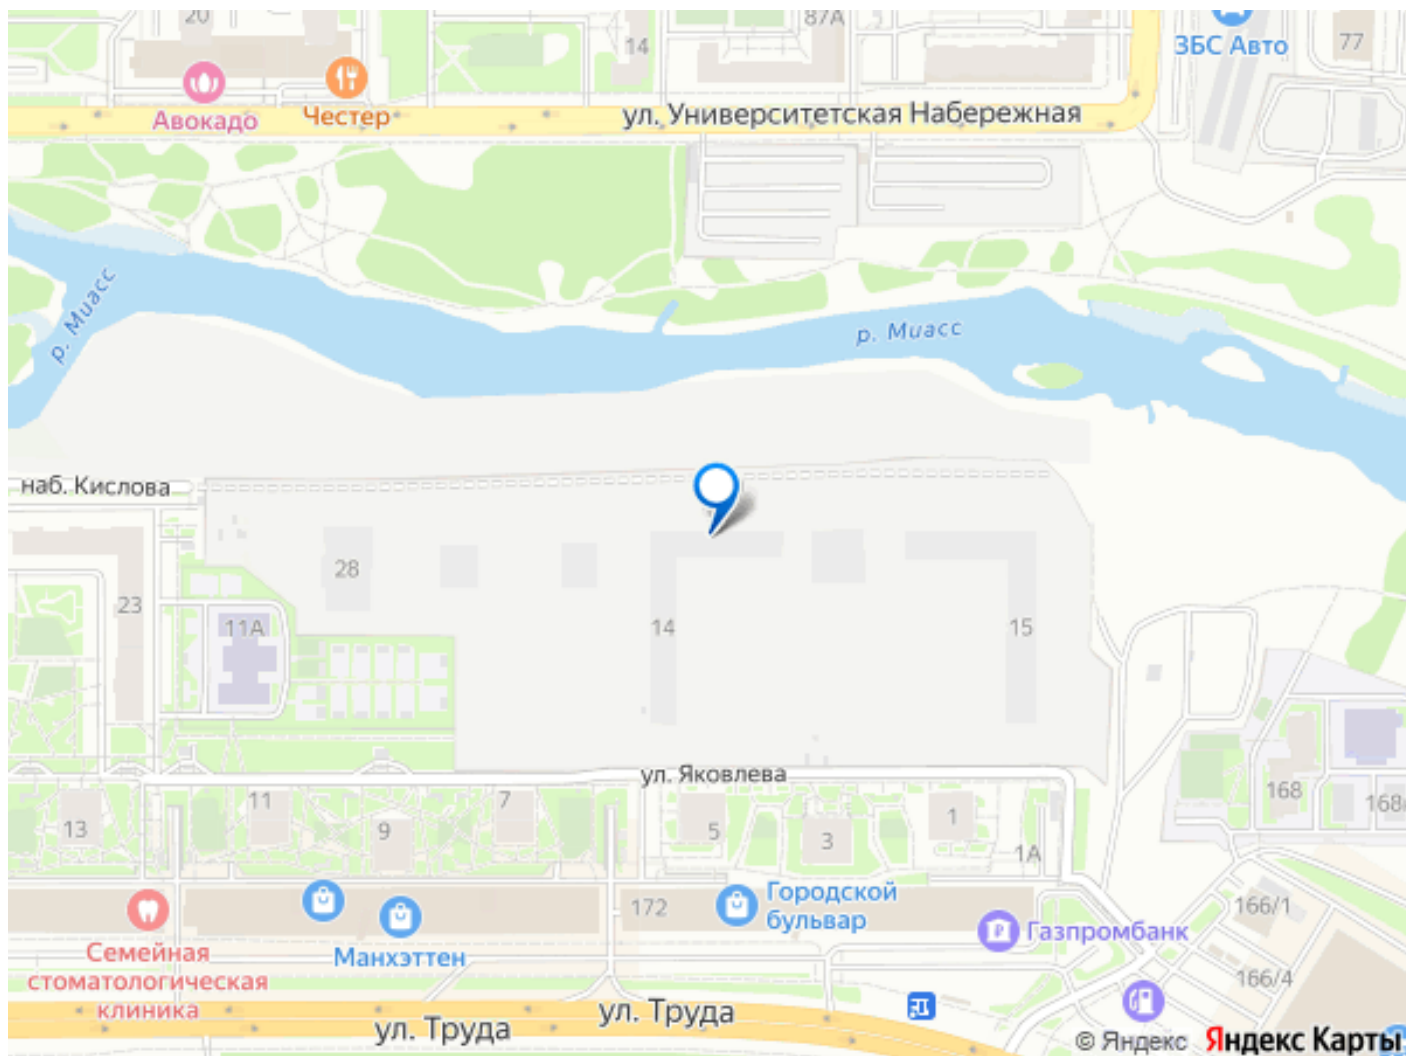 20
87А
14
ЗБС Авто
77
Авокадо
Честер
ул. Университетская Набережная
р. Миасс
р. Миасс
наб. Кислова
28
23
11А
14
15
ул. Яковлева
11
7
13
9
5
3
1
1А
168
168
172
Городской
бульвар
166/1
Газпромбанк
Семейная
стоматологическая
клиника
Манхэттен
166/4
ул. Труда
ул. Труда
© Яндекс Яндекс Карты